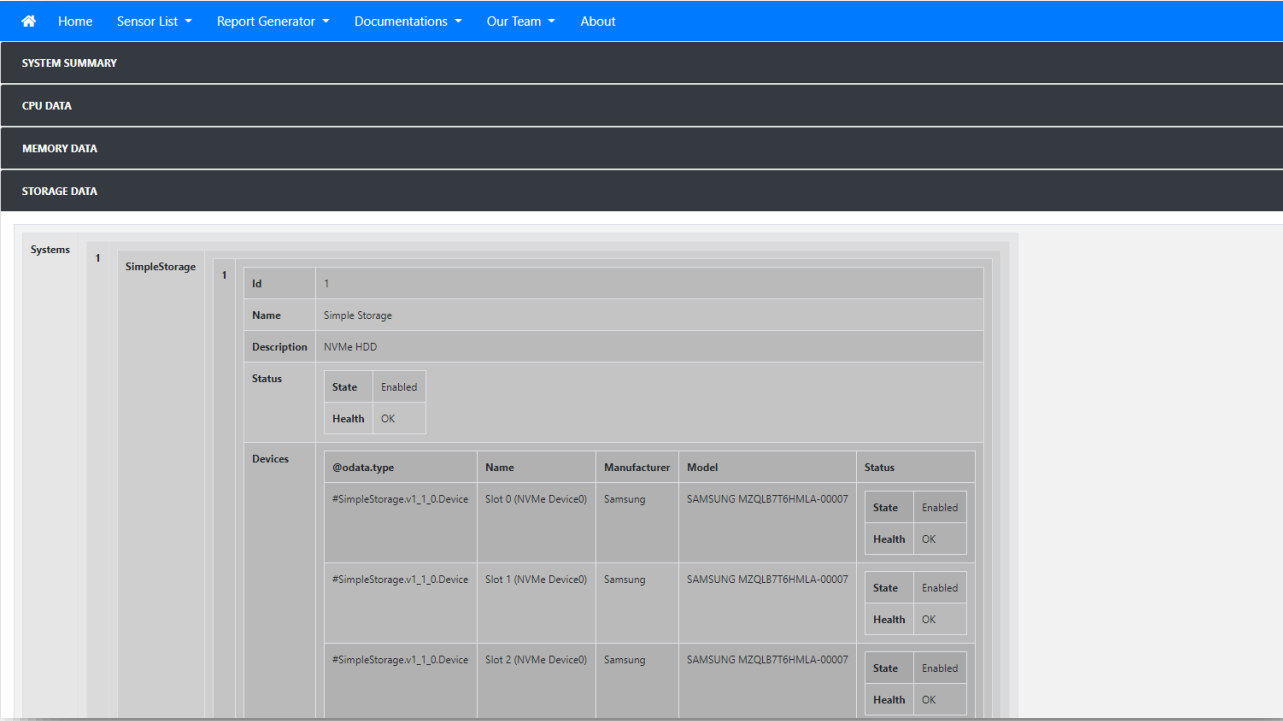 Home Sensor List Report Generator Documentations Our Team About
SYSTEM SUMMARY
CPU DATA
MEMORY DATA
STORAGE DATA
Systems
1
SimpleStorage
1
Id 1
Name Simple Storage
Description NVMe HDD
Status
State Enabled
Health OK
Devices
@odata.type Name Manufacturer Model Status
#SimpleStorage.v1_1_0.Device Slot 0 (NVMe Device0) Samsung SAMSUNG MZQLB7T6HMLA-00007
State Enabled
Health OK
#SimpleStorage.v1_1_0.Device Slot 1 (NVMe Device0) Samsung SAMSUNG MZQLB7T6HMLA-00007
State Enabled
Health OK
#SimpleStorage.v1_1_0.Device Slot 2 (NVMe Device0) Samsung SAMSUNG MZQLB7T6HMLA-00007
State Enabled
Health OK